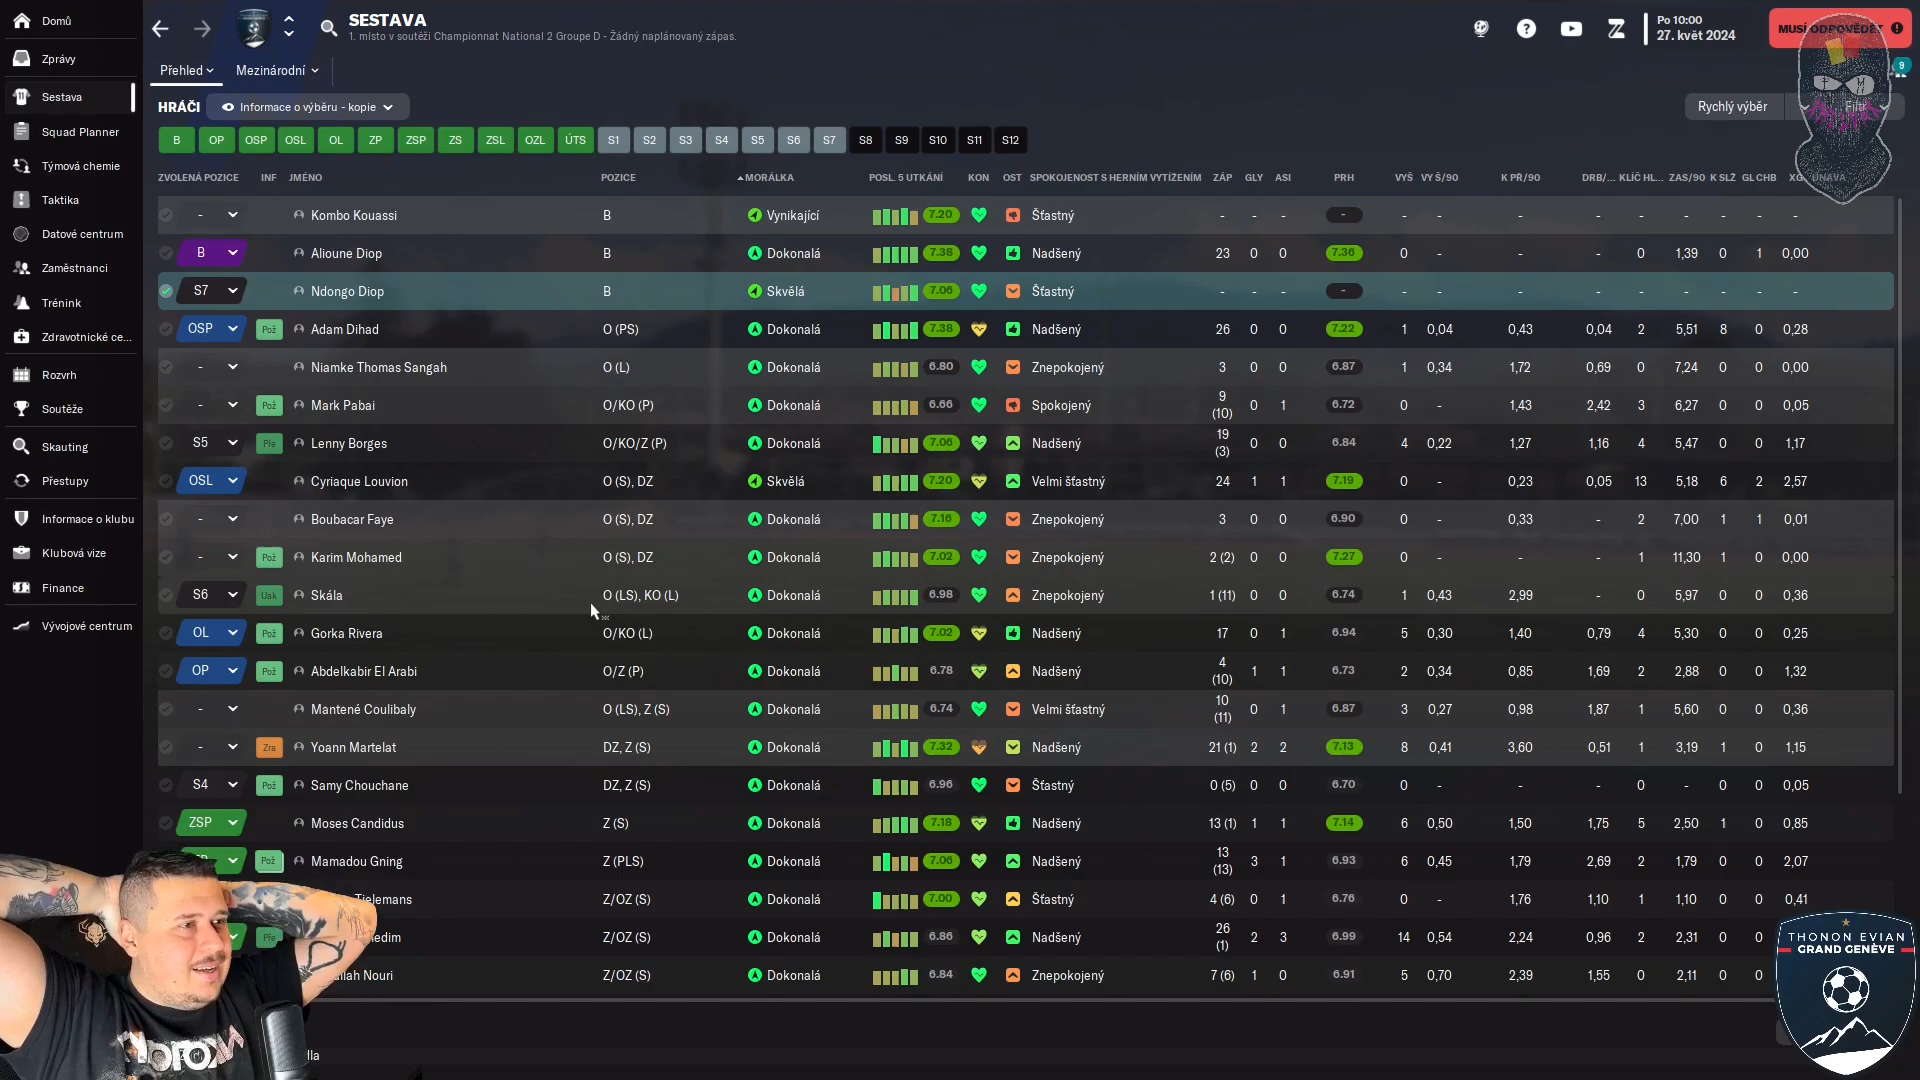 Domů
Zprávy
Sestava
Squad Planner
Týmová chemie
Taktika
Datové centrum
Zaměstnanci
Trénink
Zdravotnické ce...
Rozvrh
Soutěže
Skauting
Přestupy
Informace o klubu
Klubová vize
Finance
Vývojové centrum
SESTAVA
1. místo v soutěži Championnat National 2 Groupe D - Žádný naplánovaný zápas.
Po 10:00
27. květ 2024
MUSÍ ODPOVĚDĚT
9
Přehled Mezinárodní
HRÁČI Informace o výběru - kopie
Rychlý výběr
B OP OSP OSL OL ZP ZSP ZS ZSL OZL ÚTS S1 S2 S3 S4 S5 S6 S7 S8 S9 S10 S11 S12
ZVOLENÁ POZICE INF JMÉNO POZICE MORÁLKA POSL. 5 UTKÁNÍ KON OST SPOKOJENOST S HERNÍM VYTÍŽENÍM ZÁP GLY ASI PRH VYŠ VY Š/90 K PŘ/90 DRB/... KLÍČ HL... ZAS/90 K SLŽ GL CHB XG ÚNAVA
- Kombo Kouassi B Vynikající 7.20 Šťastný - - - - - - - - - - - - -
B Alioune Diop B Dokonalá 7.38 Nadšený 23 0 0 7.36 0 - - - 0 1,39 0 1 0,00
S7 Ndongo Diop B Skvělá 7.06 Šťastný - - - - - - - - - - - - -
OSP Pož Adam Dihad O (PS) Dokonalá 7.38 Nadšený 26 0 0 7.22 1 0,04 0,43 0,04 2 5,51 8 0 0,28
- Niamke Thomas Sangah O (L) Dokonalá 6.80 Znepokojený 3 0 0 6.87 1 0,34 1,72 0,69 0 7,24 0 0 0,00
- Pož Mark Pabai O/KO (P) Dokonalá 6.66 Spokojený 9 (10) 0 1 6.72 0 - 1,43 2,42 3 6,27 0 0 0,05
S5 Pře Lenny Borges O/KO/Z (P) Dokonalá 7.06 Nadšený 19 (3) 0 0 6.84 4 0,22 1,27 1,16 4 5,47 0 0 1,17
OSL Cyriaque Louvion O (S), DZ Skvělá 7.20 Velmi šťastný 24 1 1 7.19 0 - 0,23 0,05 13 5,18 6 2 2,57
- Boubacar Faye O (S), DZ Dokonalá 7.16 Znepokojený 3 0 0 6.90 0 - 0,33 - 2 7,00 1 1 0,01
- Pož Karim Mohamed O (S), DZ Dokonalá 7.02 Znepokojený 2 (2) 0 0 7.27 0 - - - 1 11,30 1 0 0,00
S6 Uak Skála O (LS), KO (L) Dokonalá 6.98 Znepokojený 1 (11) 0 0 6.74 1 0,43 2,99 - 0 5,97 0 0 0,36
OL Pož Gorka Rivera O/KO (L) Dokonalá 7.02 Nadšený 17 0 1 6.94 5 0,30 1,40 0,79 4 5,30 0 0 0,25
OP Pož Abdelkabir El Arabi O/Z (P) Dokonalá 6.78 Nadšený 4 (10) 1 1 6.73 2 0,34 0,85 1,69 2 2,88 0 0 1,32
- Mantené Coulibaly O (LS), Z (S) Dokonalá 6.74 Velmi šťastný 10 (11) 0 1 6.87 3 0,27 0,98 1,87 1 5,60 0 0 0,36
- Zra Yoann Martelat DZ, Z (S) Dokonalá 7.32 Nadšený 21 (1) 2 2 7.13 8 0,41 3,60 0,51 1 3,19 1 0 1,15
S4 Pož Samy Chouchane DZ, Z (S) Dokonalá 6.96 Šťastný 0 (5) 0 0 6.70 0 - - - 0 - 0 0 0,05
ZSP Moses Candidus Z (S) Dokonalá 7.18 Nadšený 13 (1) 1 1 7.14 6 0,50 1,50 1,75 5 2,50 1 0 0,85
Pož Mamadou Gning Z (PLS) Dokonalá 7.06 Nadšený 13 (13) 3 1 6.93 6 0,45 1,79 2,69 2 1,79 0 0 2,07
Tielemans Z/OZ (S) Dokonalá 7.00 Šťastný 4 (6) 0 1 6.76 0 - 1,76 1,10 1 1,10 0 0 0,41
Pře edim Z/OZ (S) Dokonalá 6.86 Nadšený 26 (1) 2 3 6.99 14 0,54 2,24 0,96 2 2,31 0 0
llah Nouri Z/OZ (S) Dokonalá 6.84 Znepokojený 7 (6) 1 0 6.91 5 0,70 2,39 1,55 0 2,11 0 0
lla
THONON EVIAN
GRAND GENÈVE